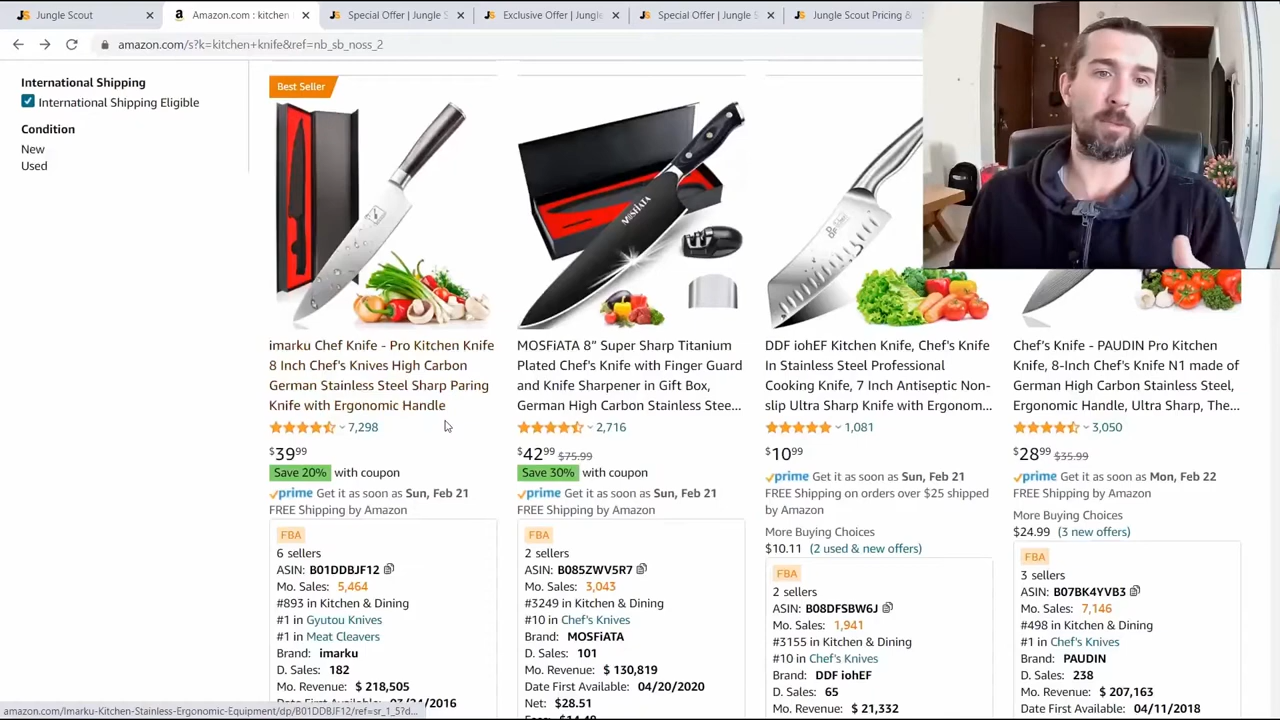 Jungle Scout
Amazon.com : kitchen
Special Offer | Jungle S
Exclusive Offer | Jungle
Special Offer | Jungle S
Jungle Scout Pricing &
amazon.com/s?k=kitchen+knife&ref=nb_sb_noss_2
International Shipping
International Shipping Eligible
Condition
New
Used
Best Seller
imarku Chef Knife - Pro Kitchen Knife
8 Inch Chef's Knives High Carbon
German Stainless Steel Sharp Paring
Knife with Ergonomic Handle
7,298
$39⁹⁹
Save 20% with coupon
prime Get it as soon as Sun, Feb 21
FREE Shipping by Amazon
FBA
6 sellers
ASIN: B01DDBJF12
Mo. Sales: 5,464
#893 in Kitchen & Dining
#1 in Gyutou Knives
#1 in Meat Cleavers
Brand: imarku
D. Sales: 182
Mo. Revenue: $ 218,505
MOSFiATA
MOSFiATA 8” Super Sharp Titanium
Plated Chef's Knife with Finger Guard
and Knife Sharpener in Gift Box,
German High Carbon Stainless Stee...
2,716
$42⁹⁹ $75.99
Save 30% with coupon
prime Get it as soon as Sun, Feb 21
FREE Shipping by Amazon
FBA
2 sellers
ASIN: B085ZWV5R7
Mo. Sales: 3,043
#3249 in Kitchen & Dining
#10 in Chef's Knives
Brand: MOSFiATA
D. Sales: 101
Mo. Revenue: $ 130,819
Date First Available: 04/20/2020
Net: $28.51
DDF iohEF Kitchen Knife, Chef's Knife
In Stainless Steel Professional
Cooking Knife, 7 Inch Antiseptic Non-
slip Ultra Sharp Knife with Ergonom...
1,081
$10⁹⁹
prime Get it as soon as Sun, Feb 21
FREE Shipping on orders over $25 shipped
by Amazon
More Buying Choices
$10.11 (2 used & new offers)
FBA
2 sellers
ASIN: B08DFSBW6J
Mo. Sales: 1,941
#3155 in Kitchen & Dining
#10 in Chef's Knives
Brand: DDF iohEF
D. Sales: 65
Mo. Revenue: $ 21,332
Chef’s Knife - PAUDIN Pro Kitchen
Knife, 8-Inch Chef's Knife N1 made of
German High Carbon Stainless Steel,
Ergonomic Handle, Ultra Sharp, The...
3,050
$28⁹⁹ $35.99
prime Get it as soon as Mon, Feb 22
FREE Shipping by Amazon
More Buying Choices
$24.99 (3 new offers)
FBA
3 sellers
ASIN: B07BK4YVB3
Mo. Sales: 7,146
#498 in Kitchen & Dining
#1 in Chef's Knives
Brand: PAUDIN
D. Sales: 238
Mo. Revenue: $ 207,163
Date First Available: 04/11/2018
amazon.com/Imarku-Kitchen-Stainless-Ergonomic-Equipment/dp/B01DDBJF12/ref=sr_1_5?d...